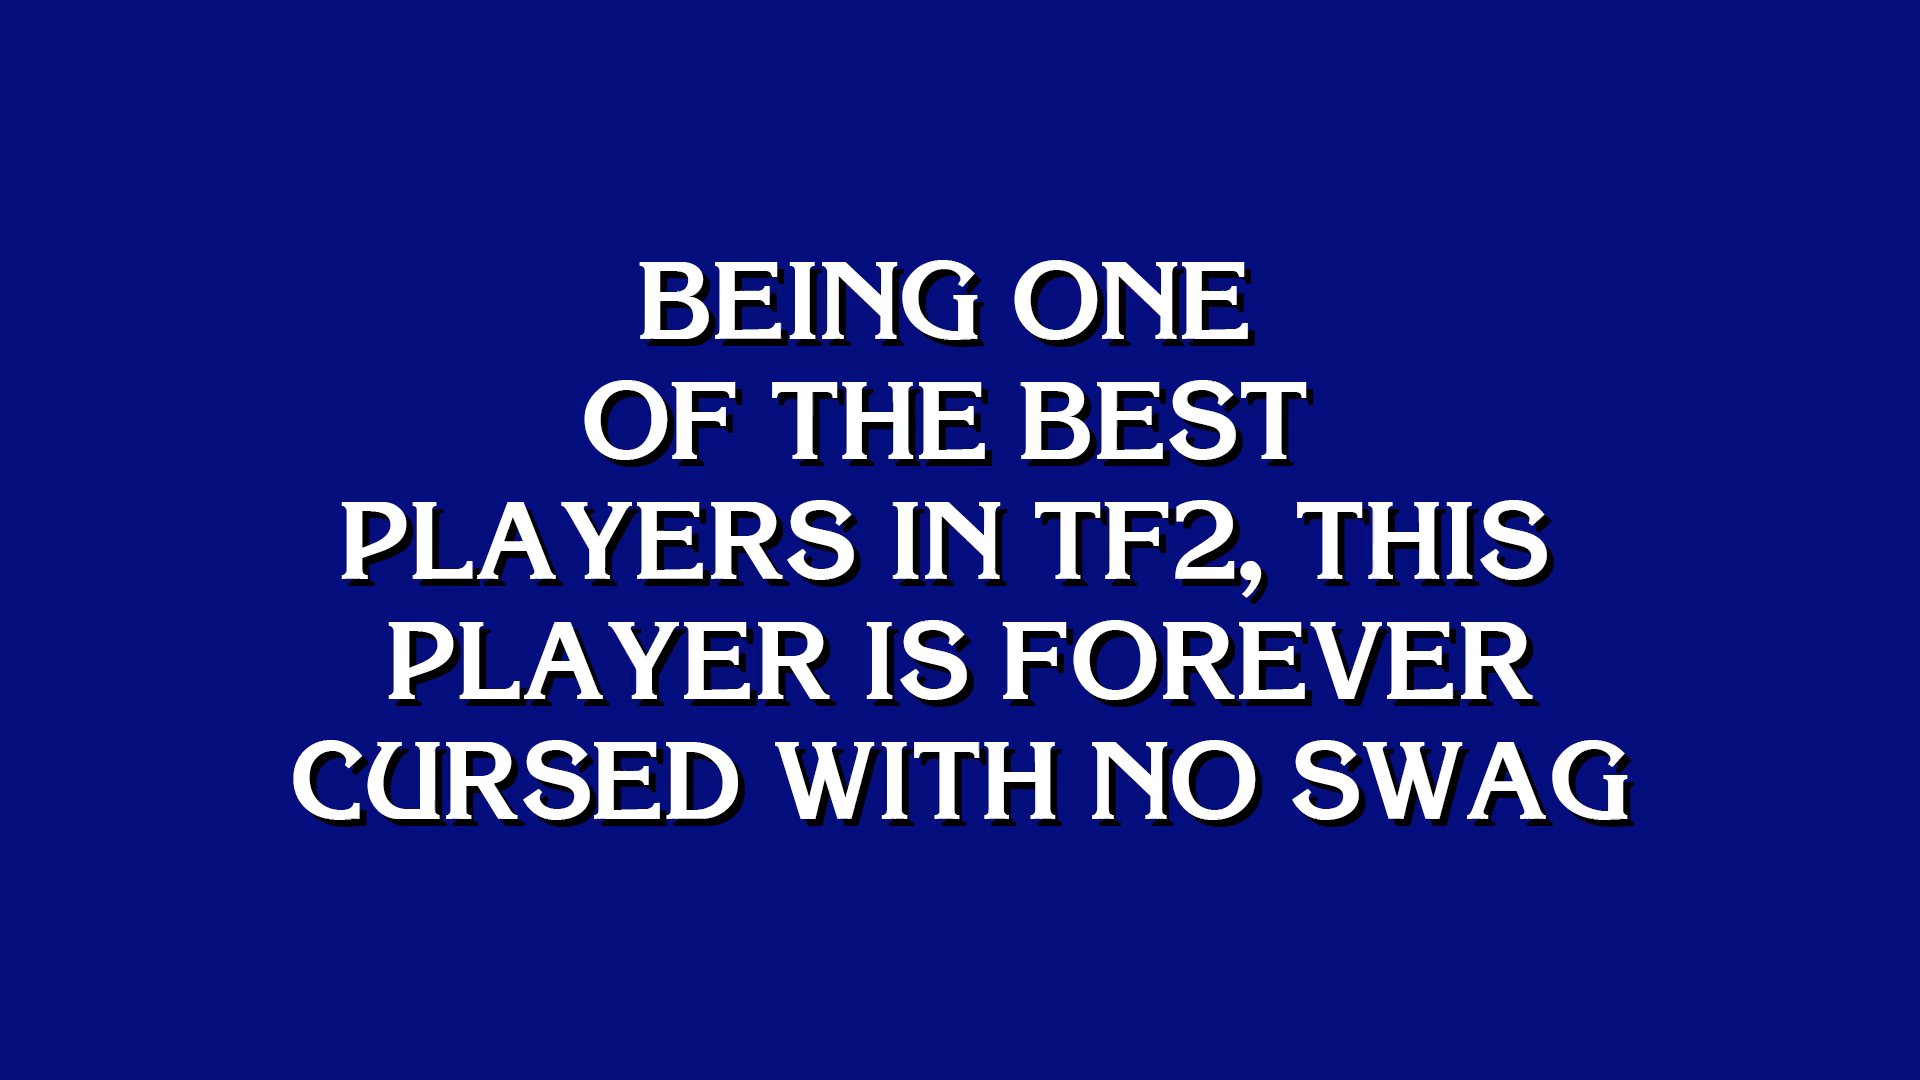 BEING ONE
OF THE BEST
PLAYERS IN TF2, THIS
PLAYER IS FOREVER
CURSED WITH NO SWAG